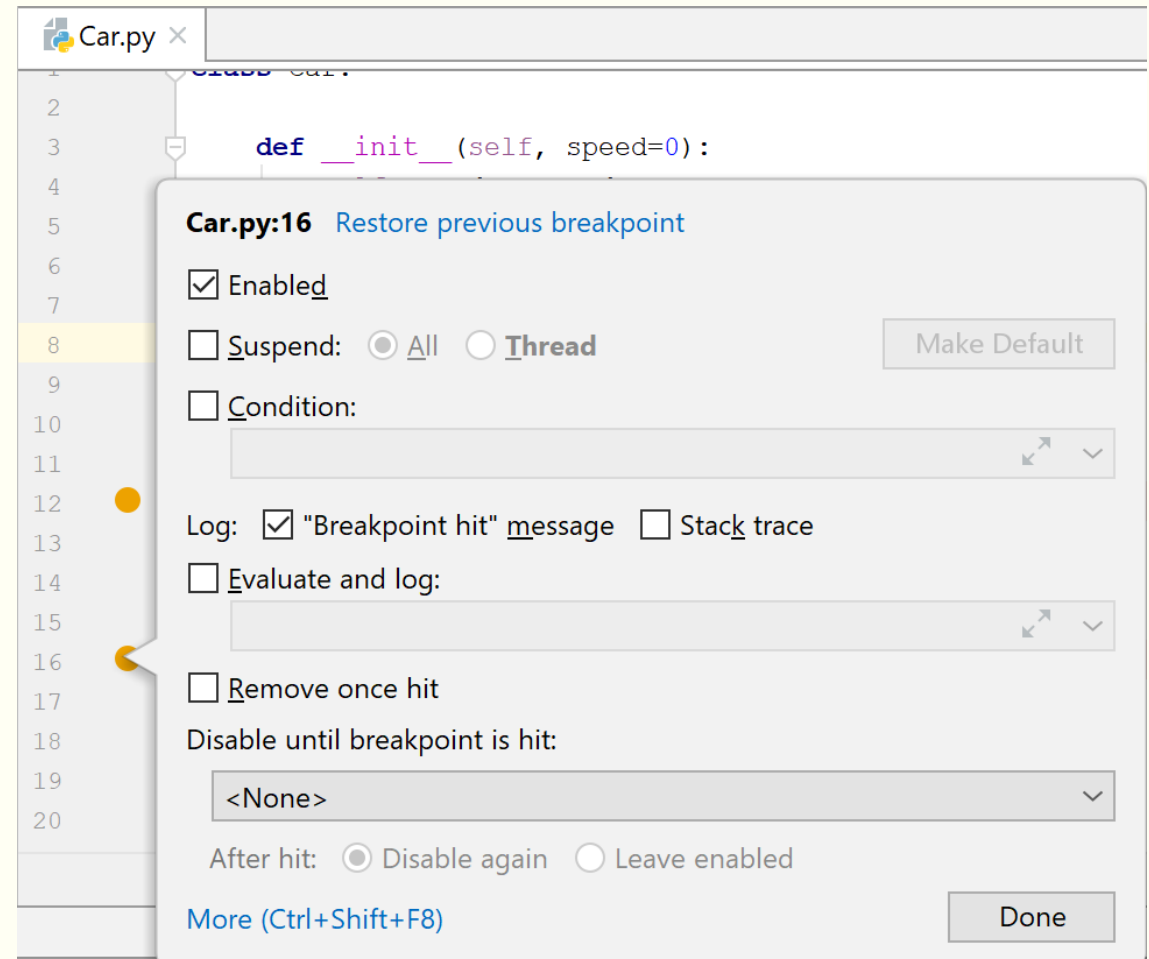 Car.py
1 class Car:
2
3 def __init__(self, speed=0):
4
5
6
7
8
9
10
11
12
13
14
15
16
17
18
19
20
Car.py:16 Restore previous breakpoint
Enabled
Suspend: All Thread Make Default
Condition:
Log: "Breakpoint hit" message Stack trace
Evaluate and log:
Remove once hit
Disable until breakpoint is hit:
<None>
After hit: Disable again Leave enabled
More (Ctrl+Shift+F8) Done